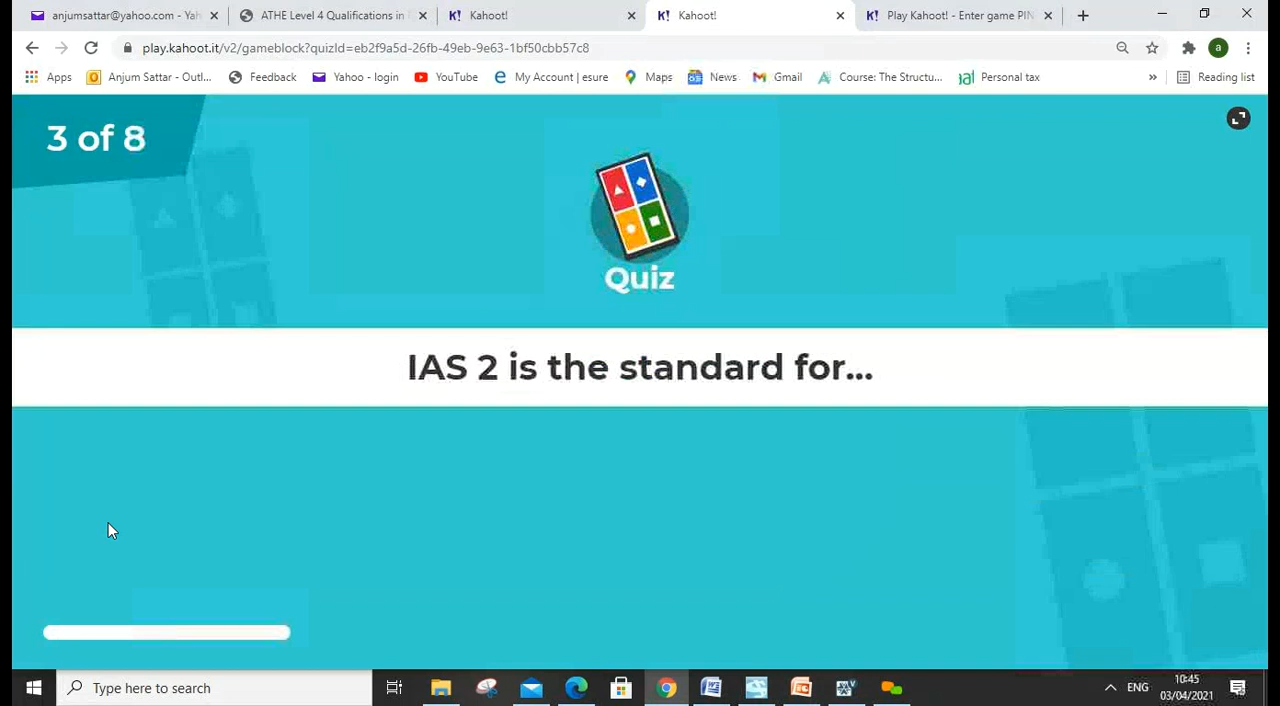 anjumsattar@yahoo.com - Yah
ATHE Level 4 Qualifications in
K! Kahoot!
K! Kahoot!
K! Play Kahoot! - Enter game PIN
play.kahoot.it/v2/gameblock?quizId=eb2f9a5d-26fb-49eb-9e63-1bf50cbb57c8
a
Apps
Anjum Sattar - Outl...
Feedback
Yahoo - login
YouTube
My Account | esure
Maps
News
Gmail
Course: The Structu...
Personal tax
»
Reading list
3 of 8
Quiz
IAS 2 is the standard for...
Type here to search
ENG
10:45
03/04/2021